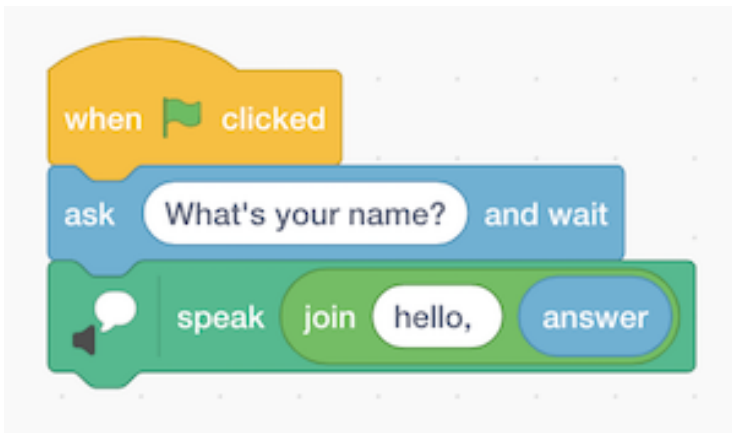 when clicked
ask What's your name? and wait
speak join hello, answer